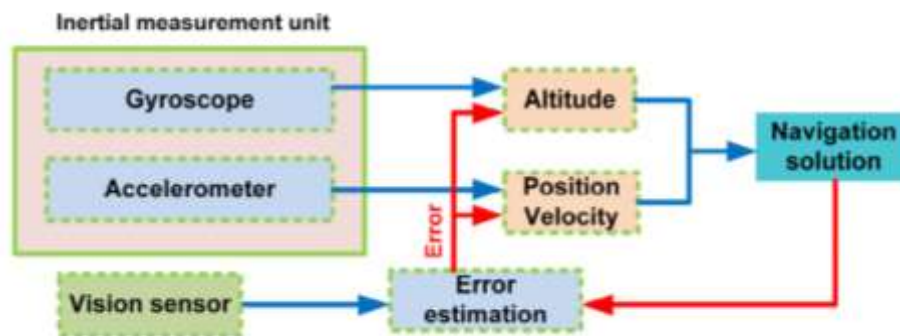 Inertial measurement unit
Gyroscope
Altitude
Navigation
solution
Accelerometer
Position
Velocity
Error
Vision sensor
Error
estimation